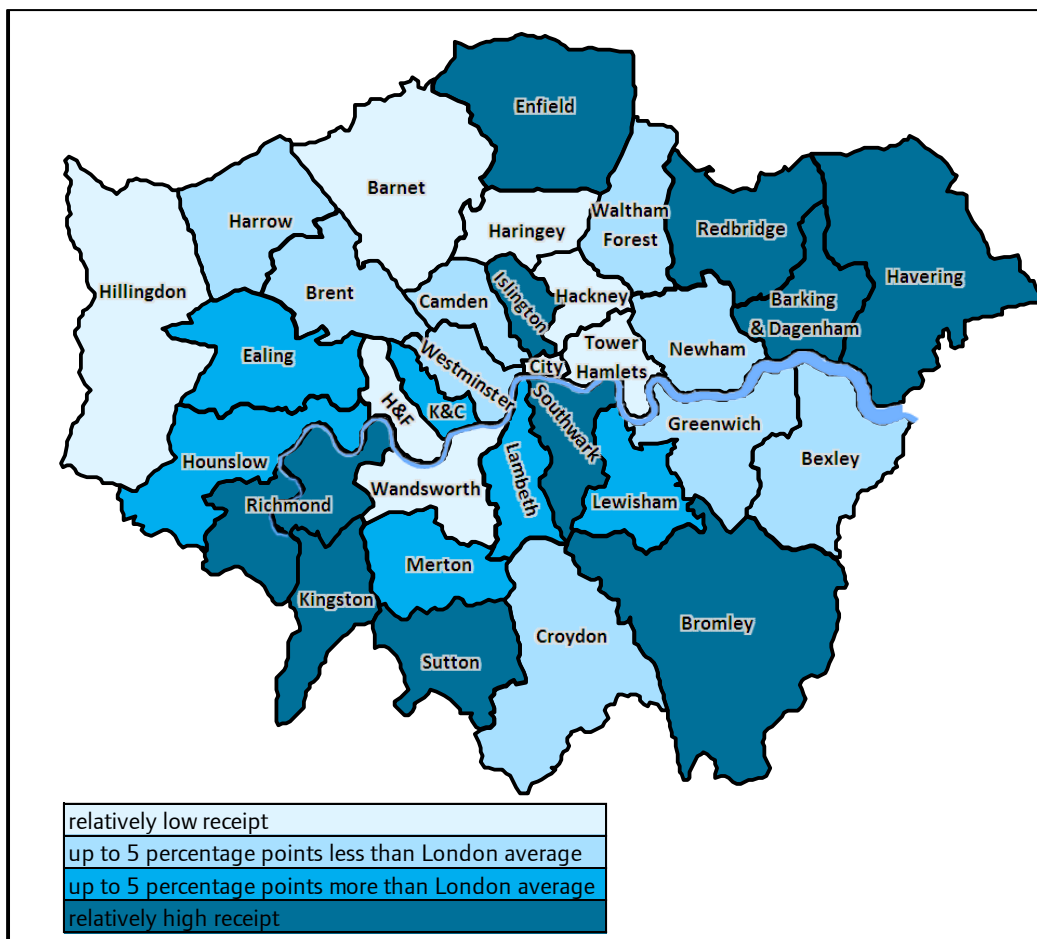 Enfield
Barnet
Harrow
Haringey
Waltham
Forest
Redbridge
Havering
Hillingdon
Brent
Camden
Islington
Hackney
Barking
& Dagenham
Ealing
Westminster
City
Tower
Hamlets
Newham
H&F
K&C
Southwark
Greenwich
Hounslow
Bexley
Richmond
Wandsworth
Lambeth
Lewisham
Merton
Kingston
Sutton
Croydon
Bromley
relatively low receipt
up to 5 percentage points less than London average
up to 5 percentage points more than London average
relatively high receipt